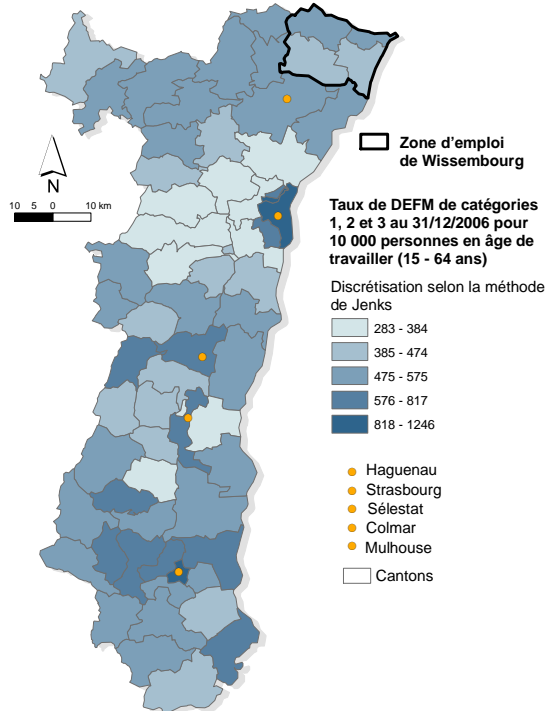 Zone d'emploi
de Wissembourg
N
10 5 0 10 km
Taux de DEFM de catégories
1, 2 et 3 au 31/12/2006 pour
10 000 personnes en âge de
travailler (15 - 64 ans)
Discrétisation selon la méthode
de Jenks
283 - 384
385 - 474
475 - 575
576 - 817
818 - 1246
Haguenau
Strasbourg
Sélestat
Colmar
Mulhouse
Cantons